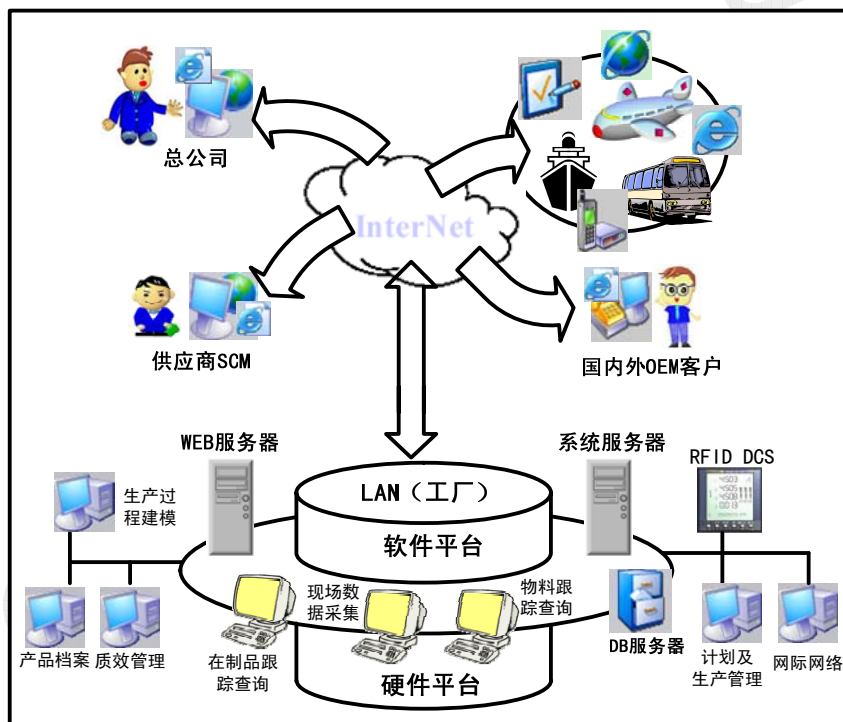 总公司
InterNet
供应商SCM
国内外OEM客户
WEB服务器
系统服务器
RFID DCS
4503
4505
4508
0013
生产过
程建模
LAN（工厂）
软件平台
现场数
据采集
物料跟
踪查询
产品档案
质效管理
在制品跟
踪查询
DB服务器
计划及
生产管理
网际网络
硬件平台